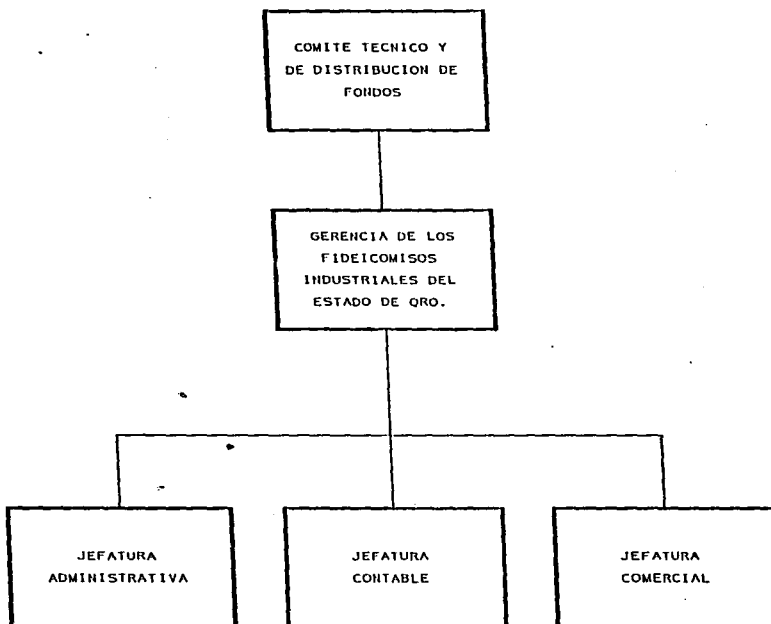 COMITE TECNICO Y
DE DISTRIBUCION DE
FONDOS
GERENCIA DE LOS
FIDEICOMISOS
INDUSTRIALES DEL
ESTADO DE QRO.
JEFATURA
ADMINISTRATIVA
JEFATURA
CONTABLE
JEFATURA
COMERCIAL